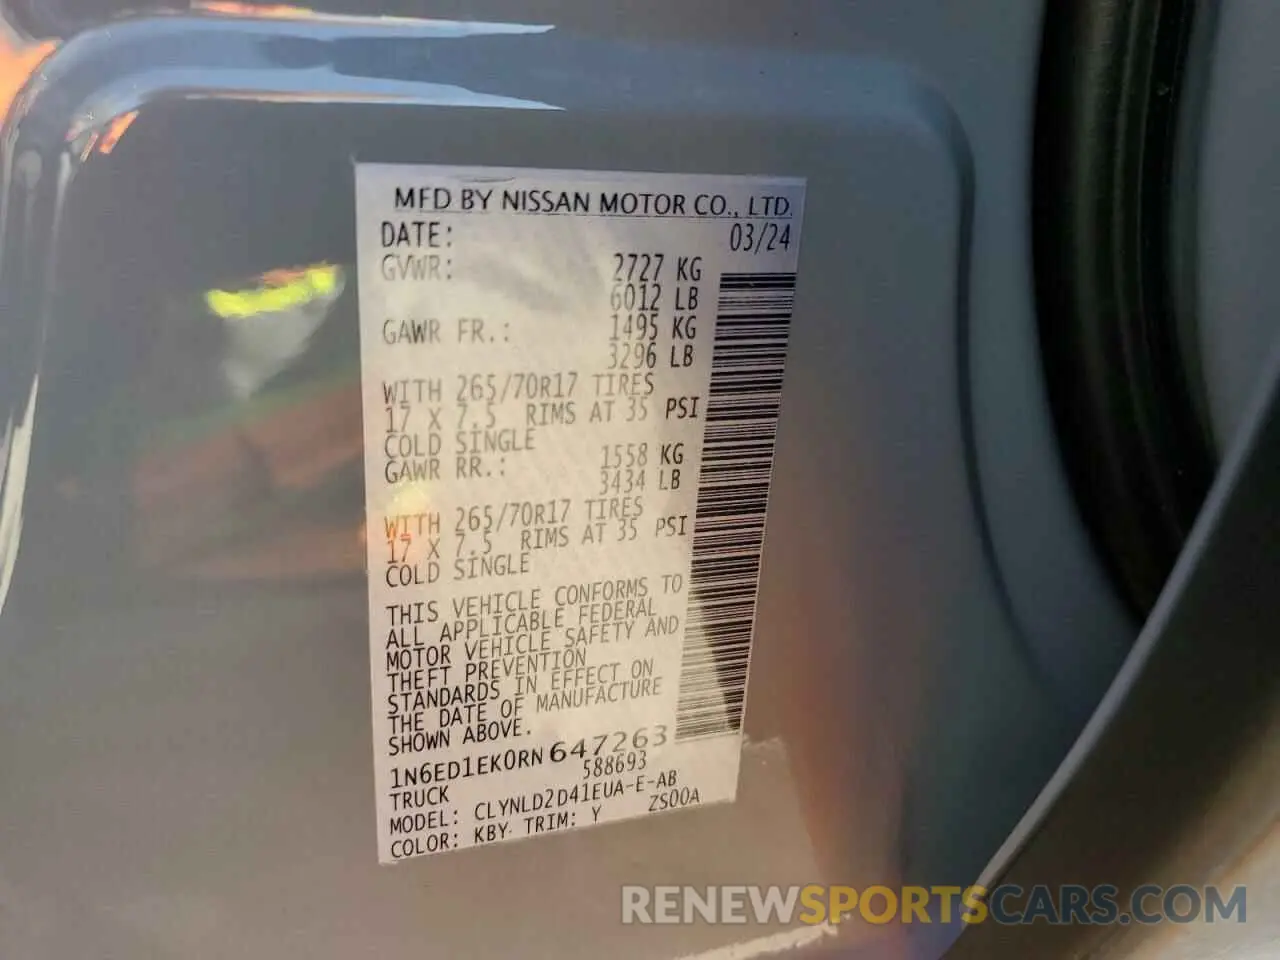 MFD BY NISSAN MOTOR CO., LTD.
DATE: 03/24
GVWR: 2727 KG
6012 LB
GAWR FR.: 1495 KG
3296 LB
WITH 265/70R17 TIRES
17 X 7.5 RIMS AT 35 PSI
COLD SINGLE
GAWR RR.: 1558 KG
3434 LB
WITH 265/70R17 TIRES
17 X 7.5 RIMS AT 35 PSI
COLD SINGLE
THIS VEHICLE CONFORMS TO
ALL APPLICABLE FEDERAL
MOTOR VEHICLE SAFETY AND
THEFT PREVENTION
STANDARDS IN EFFECT ON
THE DATE OF MANUFACTURE
SHOWN ABOVE.
1N6ED1EK0RN647263
TRUCK 588693
MODEL: CLYNLD2D41EUA-E-AB
COLOR: KBY TRIM: Y ZS00A
RENEWSPORTSCARS.COM